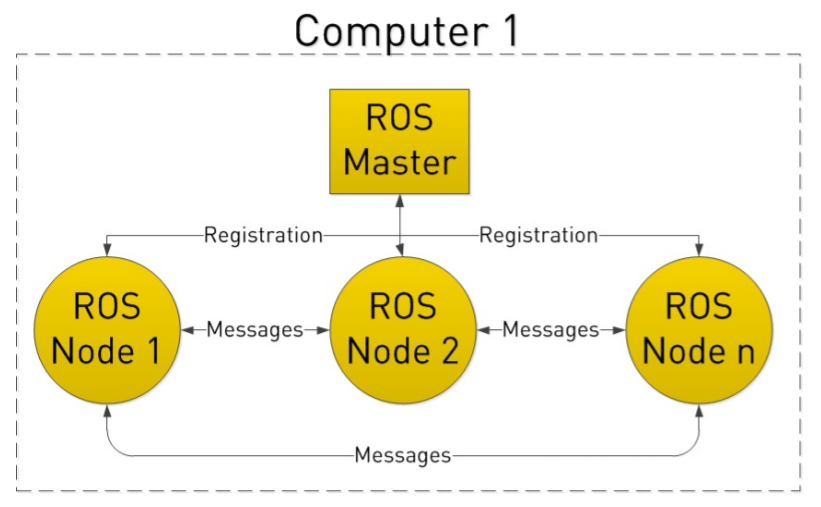 Computer 1
ROS
Master
Registration
Registration
ROS
Node 1
Messages
ROS
Node 2
Messages
ROS
Node n
Messages